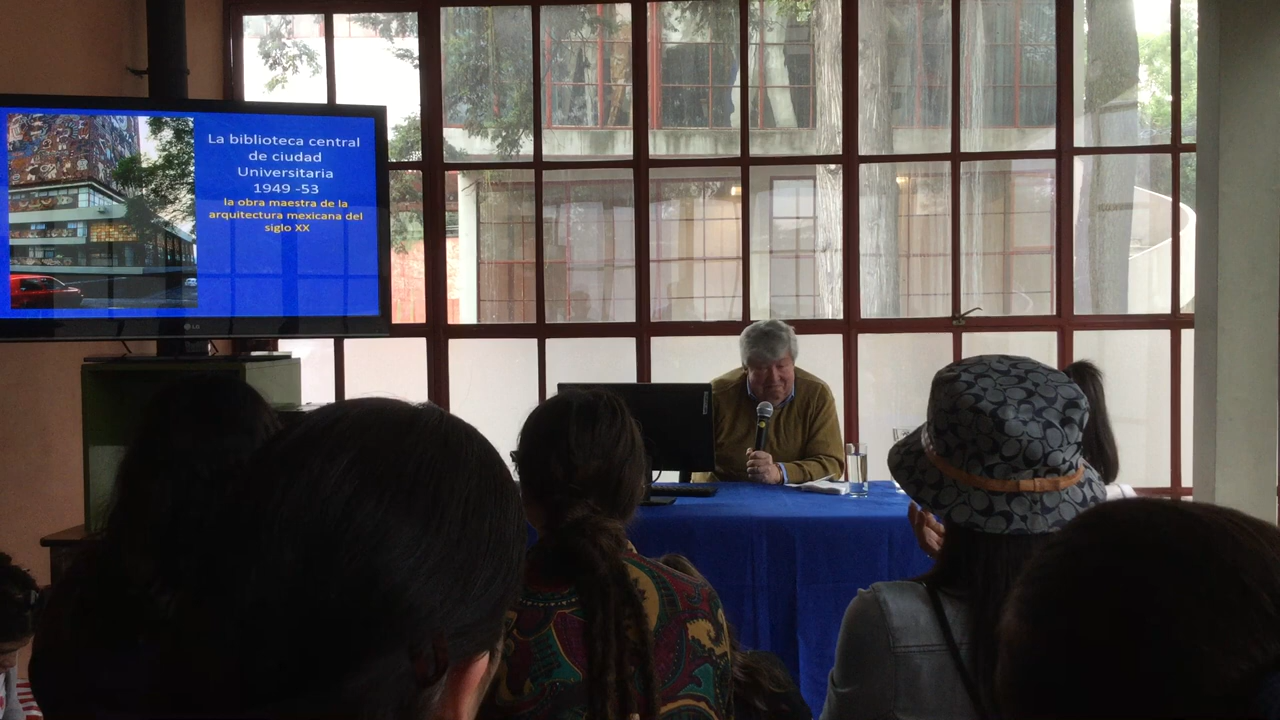 La biblioteca central
de ciudad
Universitaria
1949 -53
la obra maestra de la
arquitectura mexicana del
siglo XX
LG